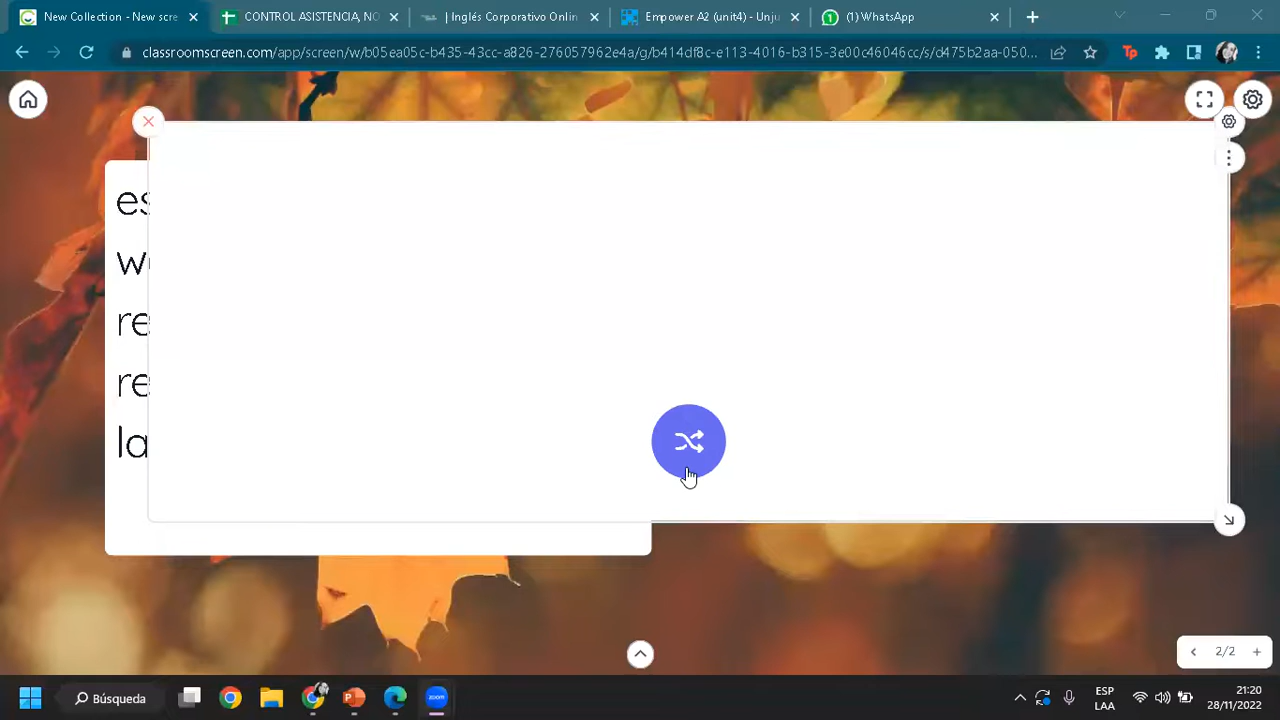 New Collection - New scre
CONTROL ASISTENCIA, NO
| Inglés Corporativo Onlin
Empower A2 (unit4) - Unju
(1) WhatsApp
classroomscreen.com/app/screen/w/b05ea05c-b435-43cc-a826-276057962e4a/g/b414df8c-e113-4016-b315-3e00c46046cc/s/d475b2aa-050...
es
w
re
re
la
2/2
Búsqueda
zoom
ESP
LAA
21:20
28/11/2022